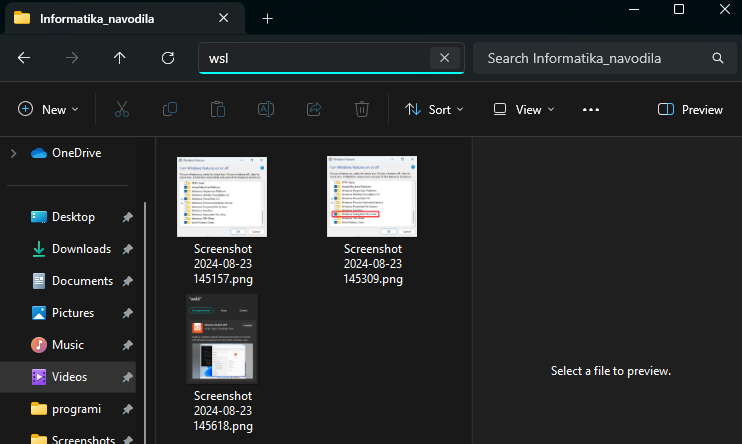 Informatika_navodila
wsl
Search Informatika_navodila
New
Sort
View
Preview
OneDrive
Desktop
Downloads
Documents
Pictures
Music
Videos
programi
Screenshots
Screenshot
2024-08-23
145157.png
Screenshot
2024-08-23
145309.png
Screenshot
2024-08-23
145618.png
Select a file to preview.